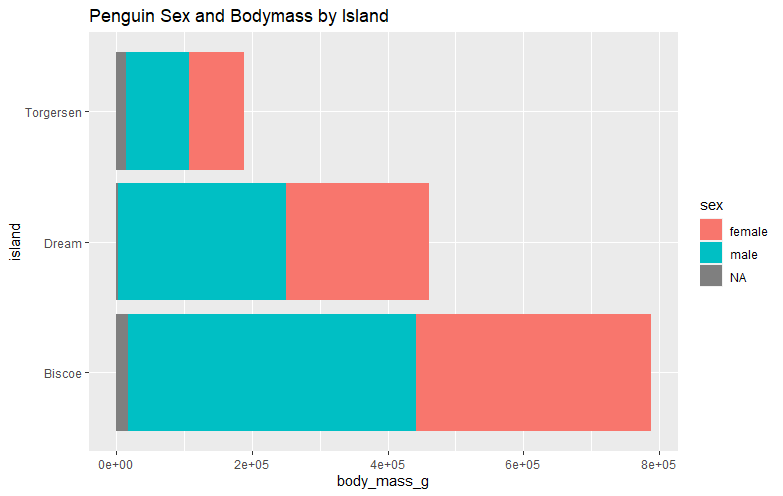 Penguin Sex and Bodymass by Island
Torgersen
Dream
Biscoe
island
0e+00 2e+05 4e+05 6e+05 8e+05
body_mass_g
sex
female
male
NA